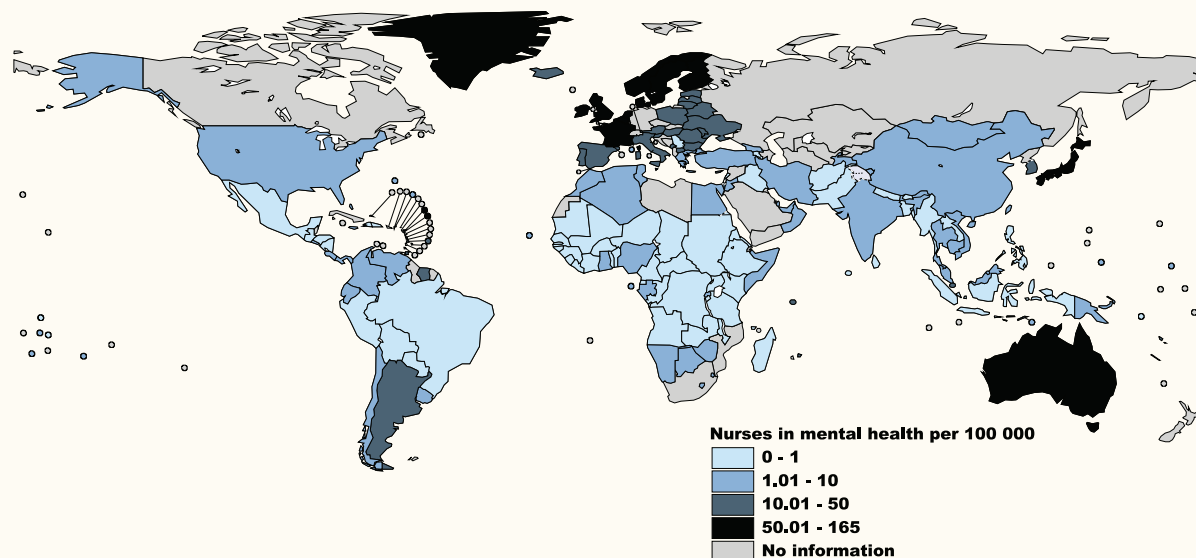 Nurses in mental health per 100 000
0 - 1
1.01 - 10
10.01 - 50
50.01 - 165
No information